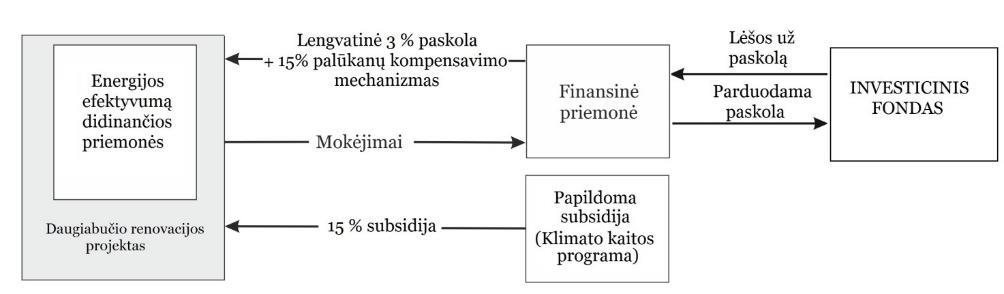 Energijos
efektyvumą
didinančios
priemonės
Daugiabučio renovacijos
projektas
Lengvatinė 3 % paskola
+ 15% palūkanų kompensavimo
mechanizmas
Mokėjimai
15 % subsidija
Finansinė
priemonė
Papildoma
subsidija
(Klimato kaitos
programa)
Lėšos už
paskolą
Parduodama
paskola
INVESTICINIS
FONDAS